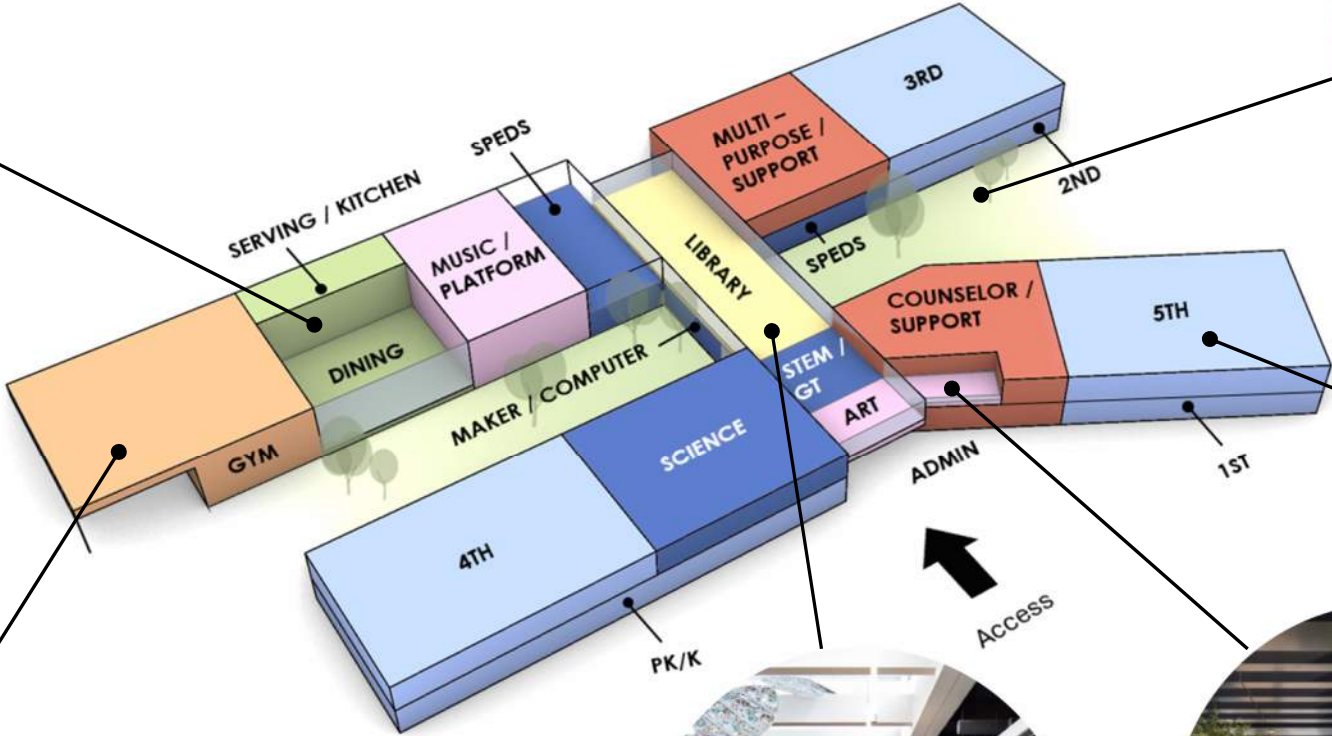 3RD
MULTI –
PURPOSE /
SUPPORT
SPEDS
2ND
SERVING / KITCHEN
MUSIC /
PLATFORM
LIBRARY
SPEDS
COUNSELOR /
SUPPORT
5TH
DINING
MAKER / COMPUTER
STEM /
GT
ART
GYM
SCIENCE
ADMIN
1ST
4TH
Access
PK/K